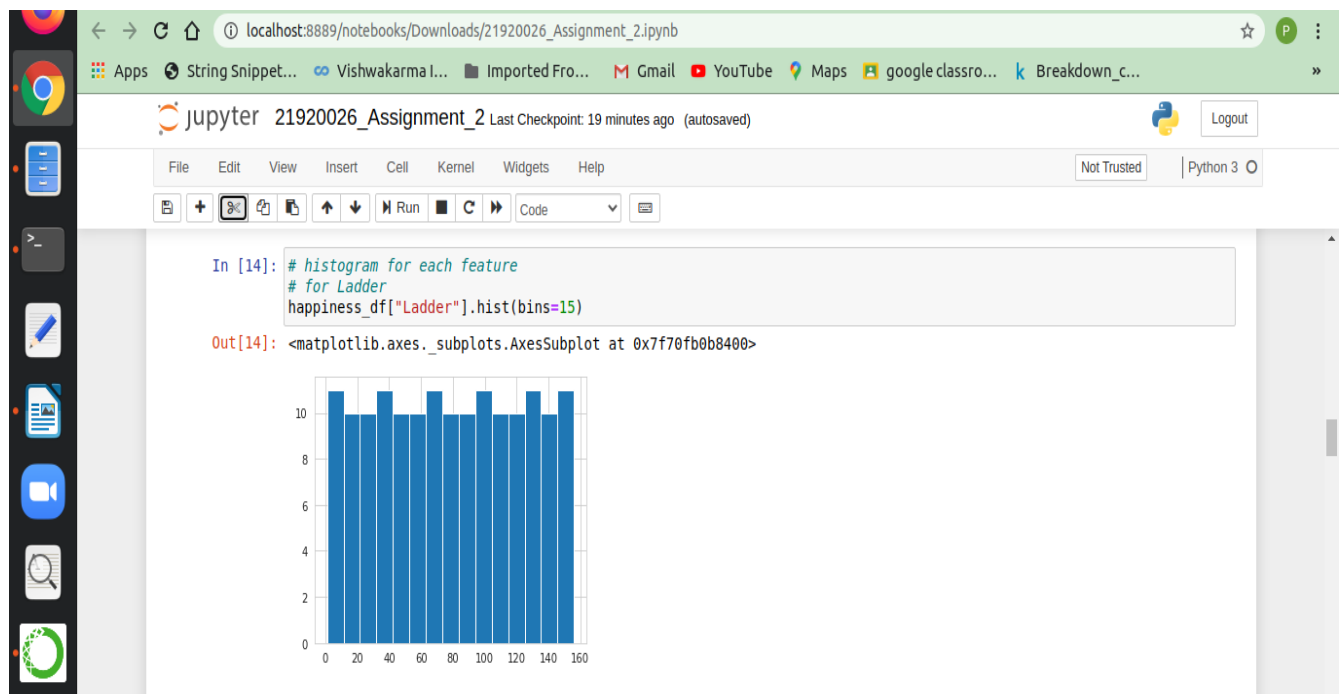 localhost:8889/notebooks/Downloads/21920026_Assignment_2.ipynb
P
Apps String Snippet... Vishwakarma I... Imported Fro... M Gmail YouTube Maps google classro... k Breakdown_c... »
jupyter 21920026_Assignment_2 Last Checkpoint: 19 minutes ago (autosaved)
Logout
File Edit View Insert Cell Kernel Widgets Help
Not Trusted
Python 3
Run
Code
In [14]: # histogram for each feature
# for Ladder
happiness_df["Ladder"].hist(bins=15)
Out[14]: <matplotlib.axes._subplots.AxesSubplot at 0x7f70fb0b8400>
10
8
6
4
2
0
0 20 40 60 80 100 120 140 160